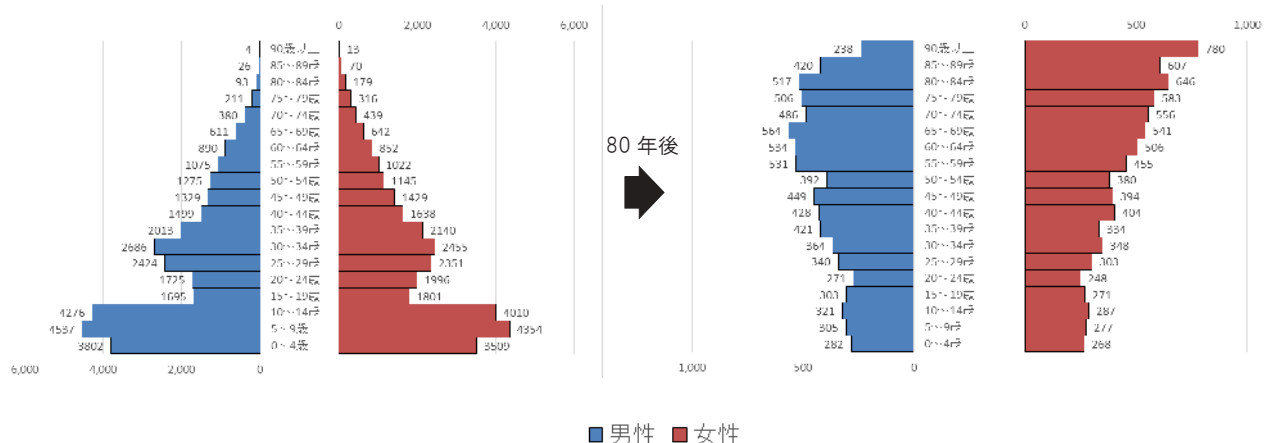 0 2,000 4,000 6,000
4 90歳以上 13
26 85~89歳 70
93 80~84歳 179
211 75~79歳 316
380 70~74歳 439
611 65~69歳 642
890 60~64歳 852
1075 55~59歳 1022
1275 50~54歳 1145
1329 45~49歳 1429
1499 40~44歳 1638
2013 35~39歳 2140
2686 30~34歳 2455
2424 25~29歳 2351
1725 20~24歳 1996
1695 15~19歳 1801
4276 10~14歳 4010
4537 5~9歳 4354
3802 0~4歳 3509
6,000 4,000 2,000 0
80 年後
0 500 1,000
238 90歳以上 780
420 85~89歳 607
517 80~84歳 646
506 75~79歳 583
486 70~74歳 556
564 65~69歳 541
534 60~64歳 506
531 55~59歳 455
392 50~54歳 380
449 45~49歳 394
428 40~44歳 404
421 35~39歳 334
364 30~34歳 348
340 25~29歳 303
271 20~24歳 248
303 15~19歳 271
321 10~14歳 287
305 5~9歳 277
282 0~4歳 268
1,000 500 0
男性 女性